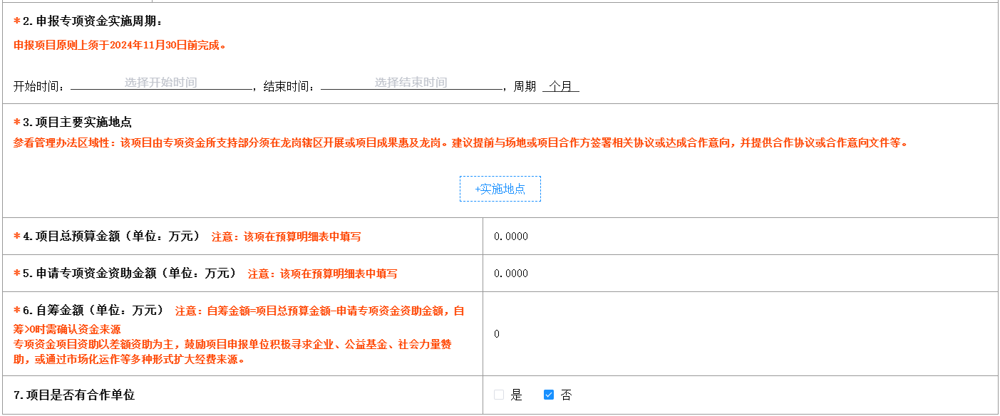 *2.申报专项资金实施周期：
申报项目原则上须于2024年11月30日前完成。
开始时间：选择开始时间，结束时间：选择结束时间，周期 个月
*3.项目主要实施地点
参看管理办法区域性：该项目由专项资金所支持部分须在龙岗辖区开展或项目成果惠及龙岗。建议提前与场地或项目合作方签署相关协议或达成合作意向，并提供合作协议或合作意向文件等。
+实施地点
*4.项目总预算金额（单位：万元） 注意：该项在预算明细表中填写 0.0000
*5.申请专项资金资助金额（单位：万元） 注意：该项在预算明细表中填写 0.0000
*6.自筹金额（单位：万元） 注意：自筹金额=项目总预算金额-申请专项资金资助金额，自
筹>0时需确认资金来源
专项资金项目资助以差额资助为主，鼓励项目申报单位积极寻求企业、公益基金、社会力量赞
助，或通过市场化运作等多种形式扩大经费来源。
0
7.项目是否有合作单位 是 否